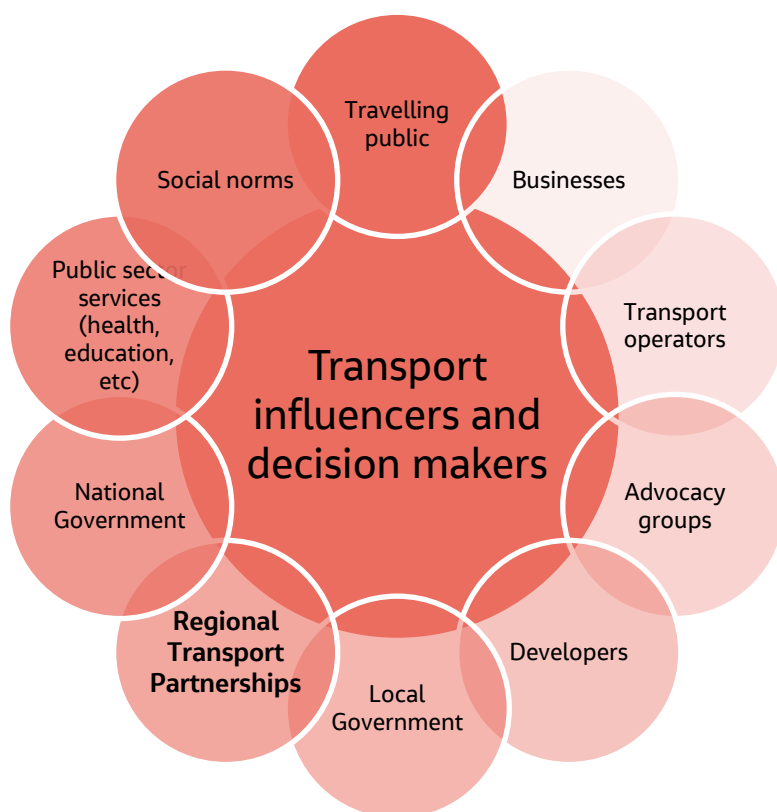 Travelling
public
Businesses
Transport
operators
Advocacy
groups
Developers
Local
Government
Regional
Transport
Partnerships
National
Government
Public sector
services
(health,
education,
etc)
Social norms
Transport
influencers and
decision makers